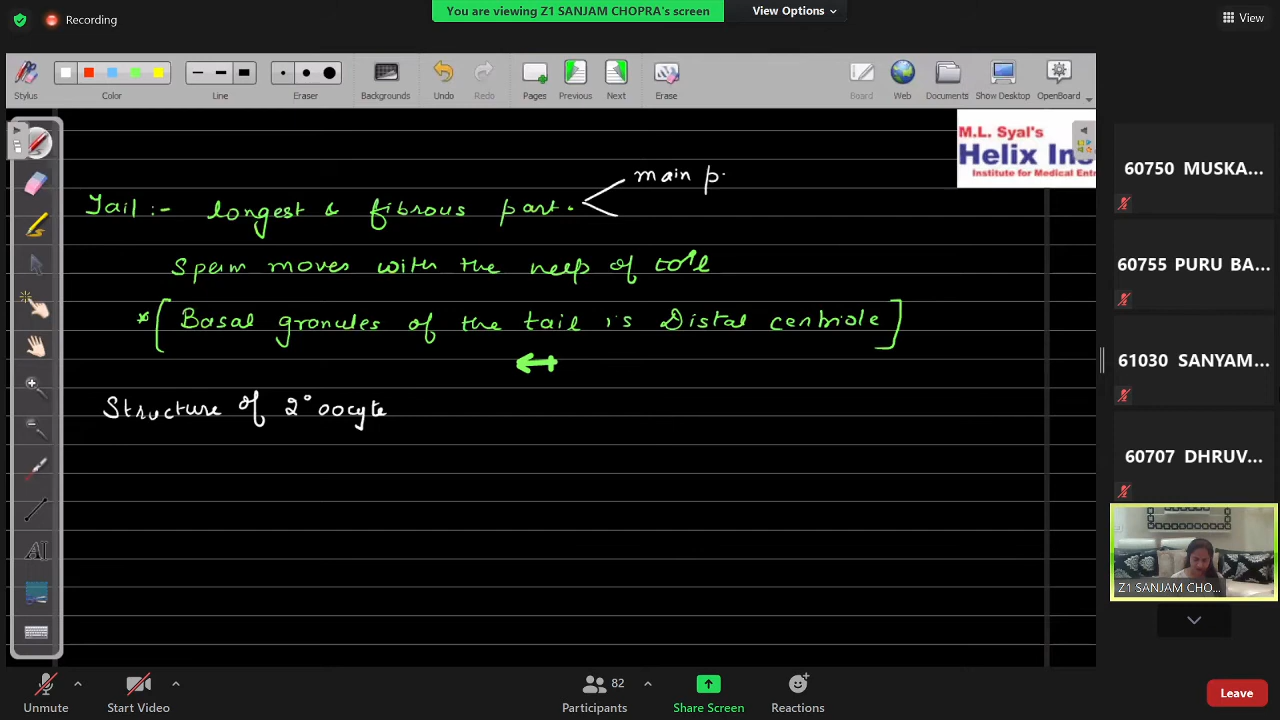 Recording
You are viewing Z1 SANJAM CHOPRA's screen
View Options
View
Stylus
Color
Line
Eraser
Backgrounds
Undo
Redo
Pages
Previous
Next
Erase
Board
Web
Documents
Show Desktop
OpenBoard
M.L. Syal's
Helix Ins
Institute for Medical Entr
main p.
Tail :- longest & fibrous part.
Sperm moves with the help of tail
*[Basal granules of the tail is Distal centriole]
Structure of 2° oocyte
60750 MUSKA...
60755 PURU BA...
61030 SANYAM...
60707 DHRUV...
Z1 SANJAM CHO...
Unmute
Start Video
82
Participants
Share Screen
Reactions
Leave